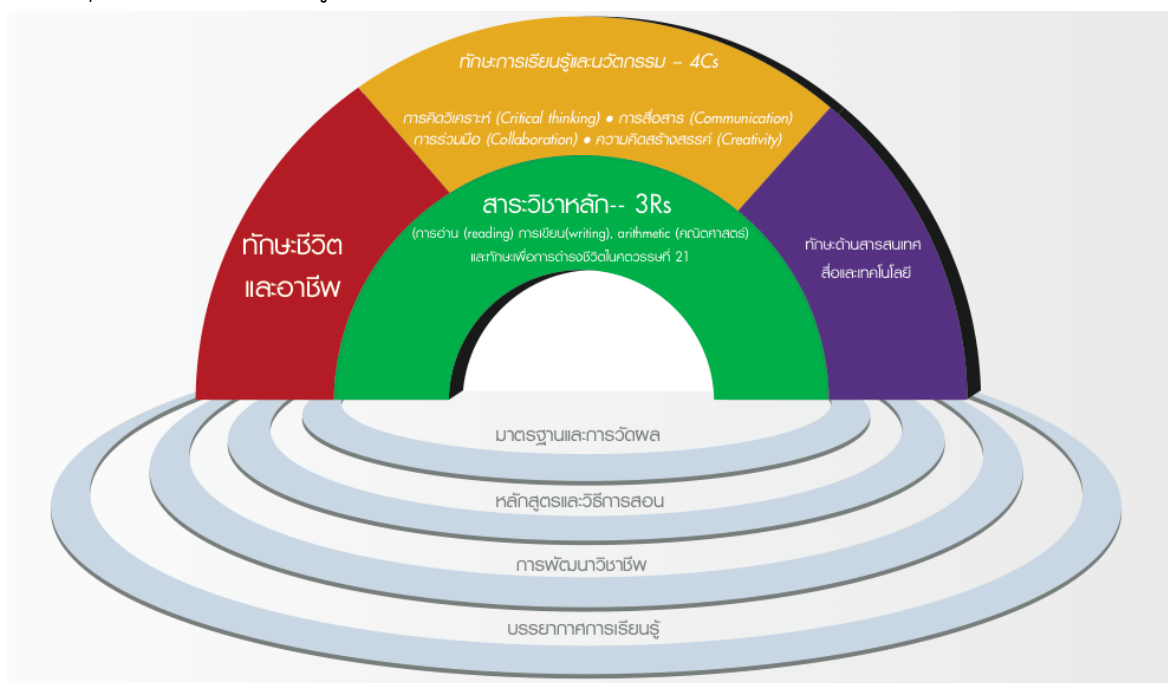 ทักษะการเรียนรู้และนวัตกรรม – 4Cs
การคิดวิเคราะห์ (Critical thinking) • การสื่อสาร (Communication)
การร่วมมือ (Collaboration) • ความคิดสร้างสรรค์ (Creativity)
สาระวิชาหลัก-- 3Rs
(การอ่าน (reading) การเขียน(writing), arithmetic (คณิตศาสตร์)
และทักษะเพื่อการดำรงชีวิตในศตวรรษที่ 21
ทักษะชีวิต
และอาชีพ
ทักษะด้านสารสนเทศ
สื่อและเทคโนโลยี
มาตรฐานและการวัดผล
หลักสูตรและวิธีการสอน
การพัฒนาวิชาชีพ
บรรยากาศการเรียนรู้